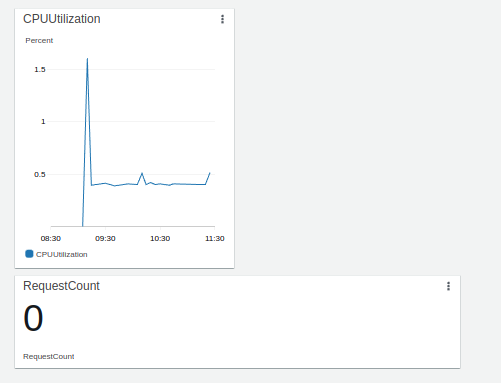 CPUUtilization
Percent
1.5
1
0.5
08:30 09:30 10:30 11:30
CPUUtilization
RequestCount
0
RequestCount